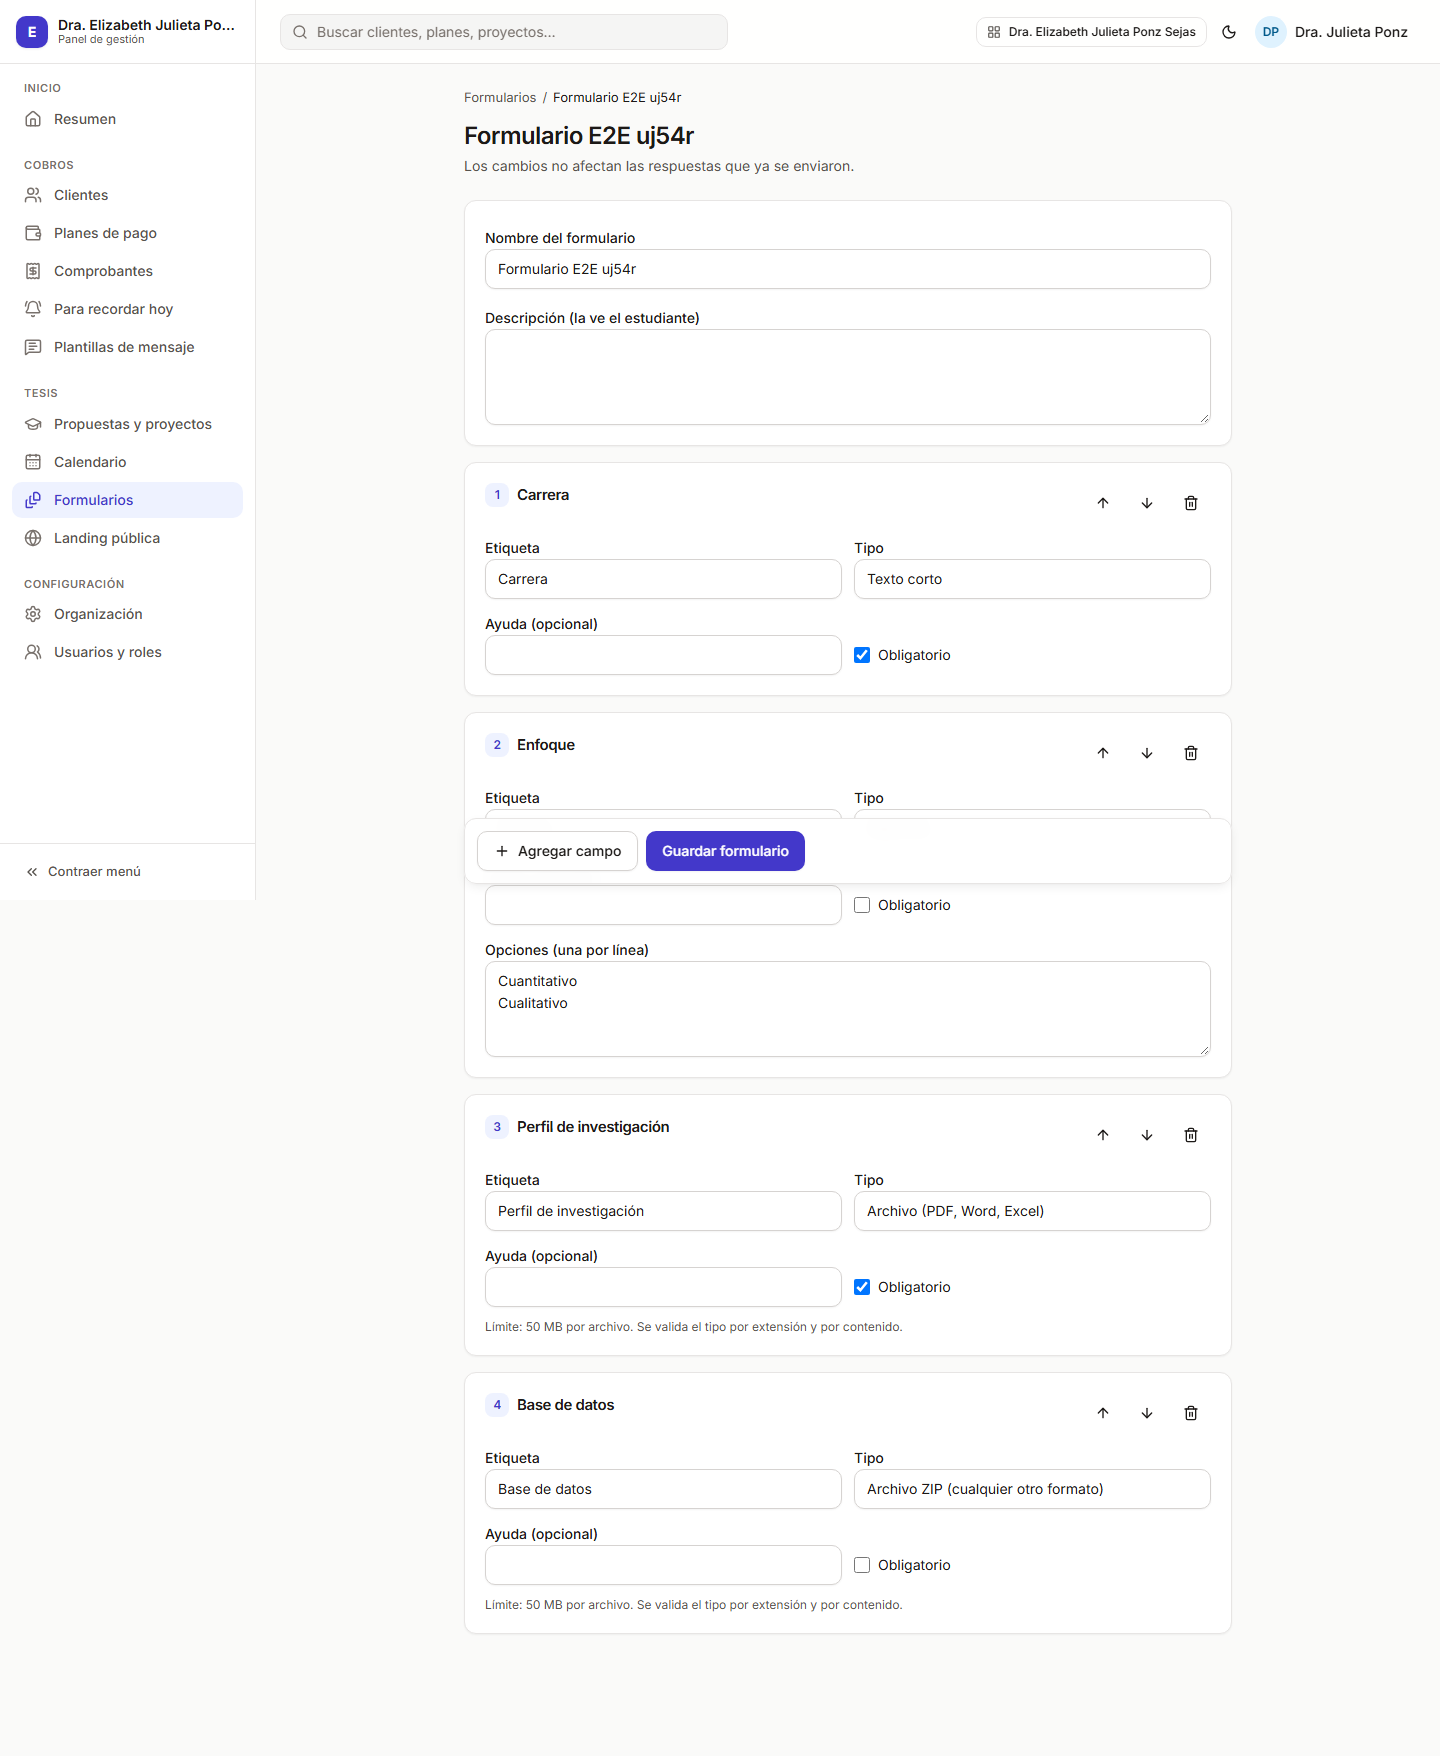 E
Dra. Elizabeth Julieta Po...
Panel de gestión
Buscar clientes, planes, proyectos...
Dra. Elizabeth Julieta Ponz Sejas
DP
Dra. Julieta Ponz
INICIO
Resumen
COBROS
Clientes
Planes de pago
Comprobantes
Para recordar hoy
Plantillas de mensaje
TESIS
Propuestas y proyectos
Calendario
Formularios
Landing pública
CONFIGURACIÓN
Organización
Usuarios y roles
Contraer menú
Formularios / Formulario E2E uj54r
Formulario E2E uj54r
Los cambios no afectan las respuestas que ya se enviaron.
Nombre del formulario
Formulario E2E uj54r
Descripción (la ve el estudiante)
1 Carrera
Etiqueta
Tipo
Carrera
Texto corto
Ayuda (opcional)
Obligatorio
2 Enfoque
Etiqueta
Tipo
Agregar campo
Guardar formulario
Obligatorio
Opciones (una por línea)
Cuantitativo
Cualitativo
3 Perfil de investigación
Etiqueta
Tipo
Perfil de investigación
Archivo (PDF, Word, Excel)
Ayuda (opcional)
Obligatorio
Límite: 50 MB por archivo. Se valida el tipo por extensión y por contenido.
4 Base de datos
Etiqueta
Tipo
Base de datos
Archivo ZIP (cualquier otro formato)
Ayuda (opcional)
Obligatorio
Límite: 50 MB por archivo. Se valida el tipo por extensión y por contenido.